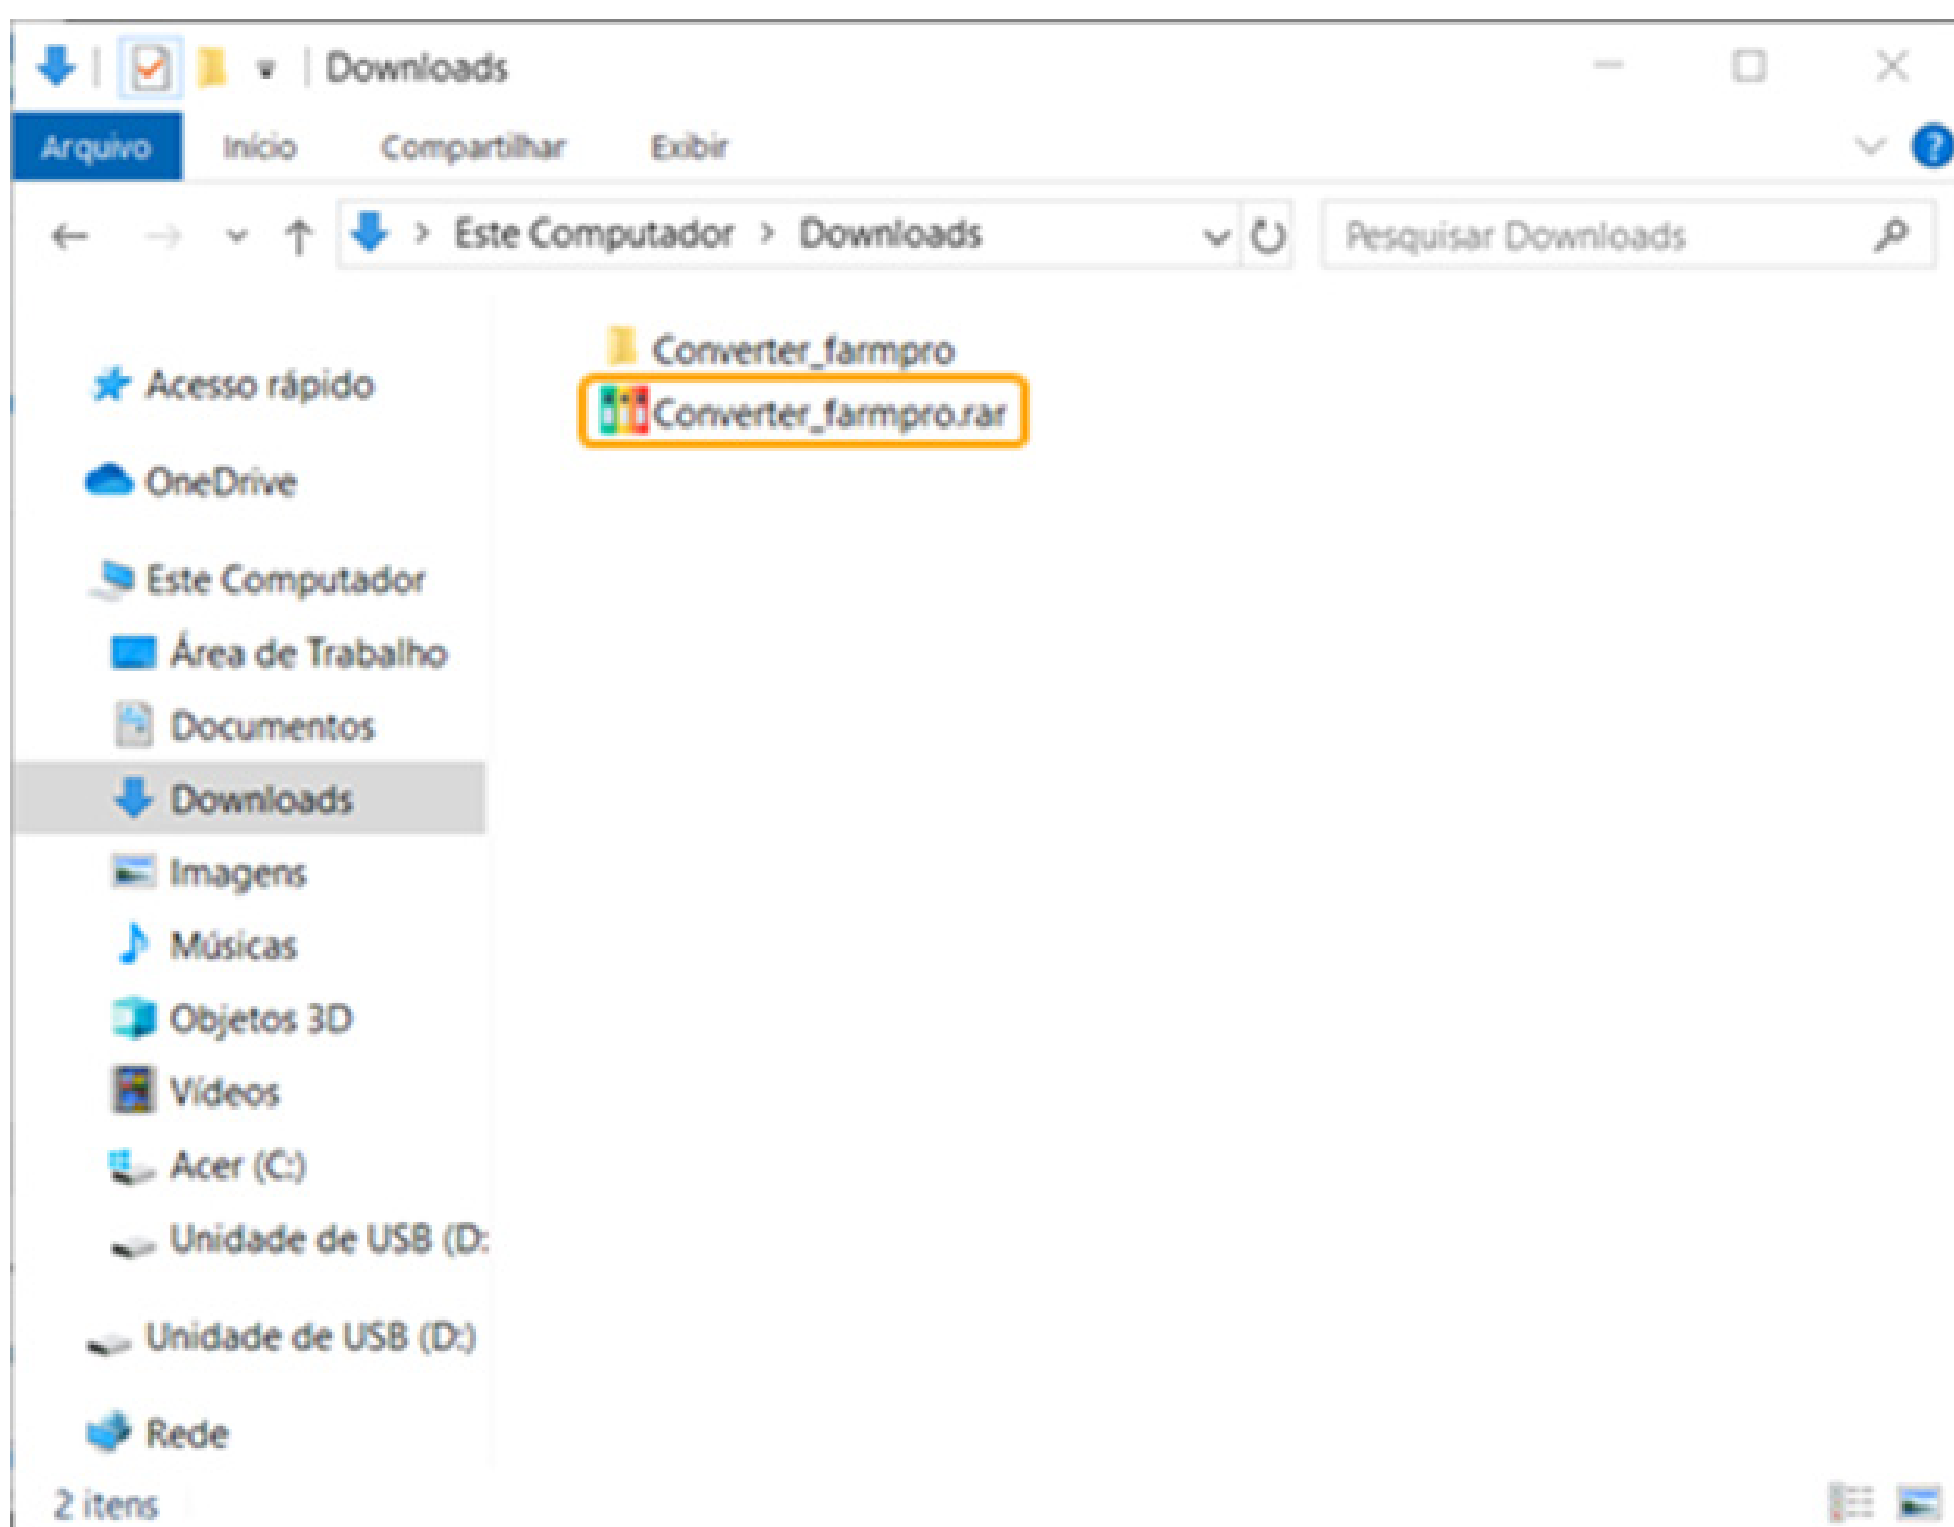 Downloads
Arquivo Início Compartilhar Exibir ?
Este Computador > Downloads Pesquisar Downloads
Converter_farmpro
Converter_farmpro.rar
Acesso rápido
OneDrive
Este Computador
Área de Trabalho
Documentos
Downloads
Imagens
Músicas
Objetos 3D
Vídeos
Acer (C:)
Unidade de USB (D:
Unidade de USB (D:)
Rede
2 itens